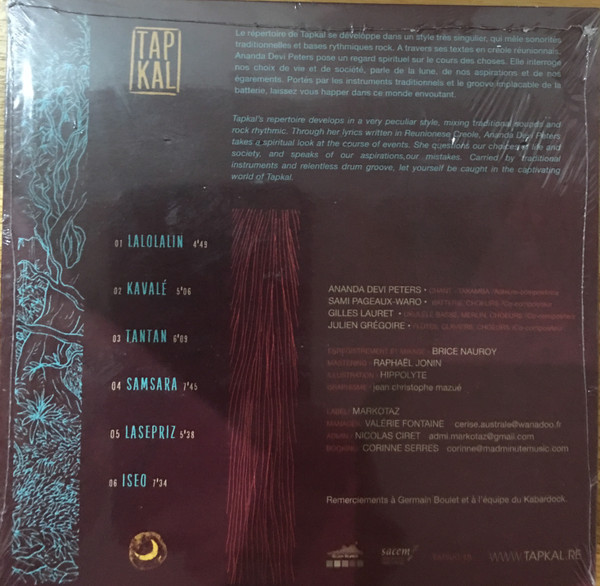 TAP
KAL
Le répertoire de Tapkal se développe dans un style très singulier, qui mêle sonorités
traditionnelles et bases rythmiques rock. A travers ses textes en créole réunionnais,
Ananda Devi Peters pose un regard spirituel sur le cours des choses. Elle interroge
nos choix de vie et de société, parle de la lune, de nos aspirations et de nos
égarements. Portés par les instruments traditionnels et le groove implacable de la
batterie, laissez vous happer dans ce monde envoutant.
Tapkal's repertoire develops in a very peculiar style, mixing traditional sounds and
rock rhythmic. Through her lyrics written in Reunionese Creole, Ananda Devi Peters
takes a spiritual look at the course of events. She questions our choices of life and
society, and speaks of our aspirations,our mistakes. Carried by traditional
instruments and relentless drum groove, let yourself be caught in the captivating
world of Tapkal.
01 LALOLALIN 4'49
02 KAVALÉ 5'06
03 TANTAN 6'09
04 SAMSARA 7'45
05 LASEPRIZ 5'38
06 ISEO 7'34
ANANDA DEVI PETERS •
SAMI PAGEAUX-WARO •
GILLES LAURET •
JULIEN GRÉGOIRE •
BRICE NAUROY
MASTERING : RAPHAËL JONIN
ILLUSTRATION : HIPPOLYTE
GRAPHISME : jean christophe mazué
LABEL : MARKOTAZ
MANAGER : VALÉRIE FONTAINE cerise.australe@wanadoo.fr
ADMIN : NICOLAS CIRET admi.markotaz@gmail.com
BOOKING : CORINNE SERRES corinne@madminutemusic.com
Remerciements à Germain Boulet et à l'équipe du Kabardock.
sacem
WWW.TAPKAL.RE